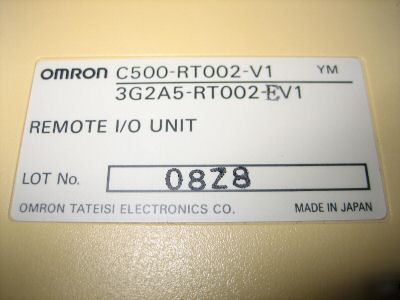 OMRON C500-RT002-V1 YM
3G2A5-RT002-EV1
REMOTE I/O UNIT
LOT No. 08Z8
OMRON TATEISI ELECTRONICS CO. MADE IN JAPAN